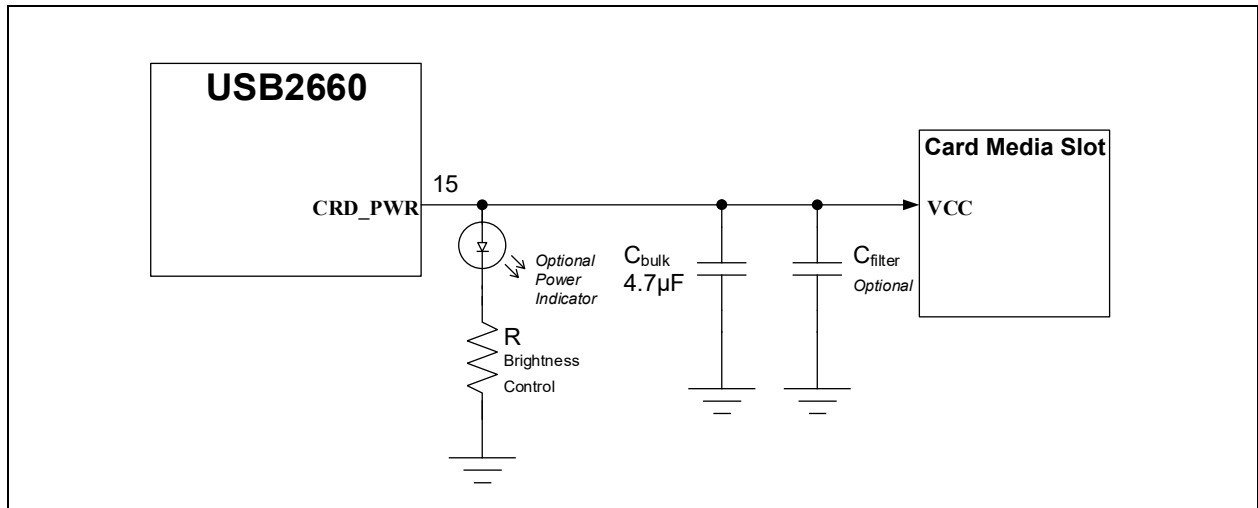 USB2660
15
CRD_PWR
Optional
Power
Indicator
R
Brightness
Control
Cbulk
4.7µF
Cfilter
Optional
Card Media Slot
VCC